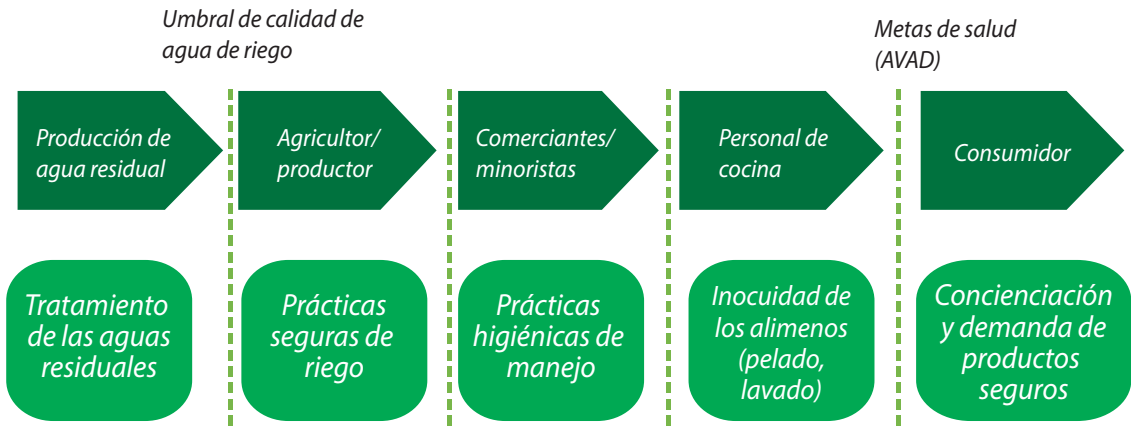 Umbral de calidad de
agua de riego
Metas de salud
(AVAD)
Producción de
agua residual
Agricultor/
productor
Comerciantes/
minoristas
Personal de
cocina
Consumidor
Tratamiento
de las aguas
residuales
Prácticas
seguras de
riego
Prácticas
higiénicas de
manejo
Inocuidad de
los alimenos
(pelado,
lavado)
Concienciación
y demanda de
productos
seguros